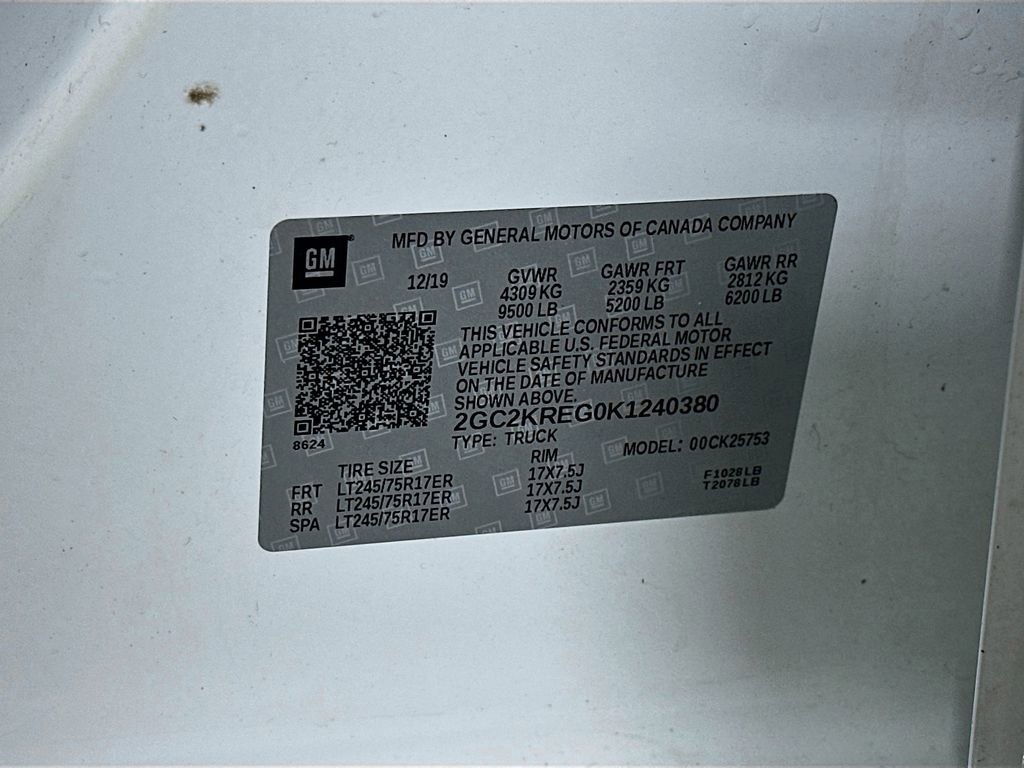 GM
MFD BY GENERAL MOTORS OF CANADA COMPANY
12/19 GVWR GAWR FRT GAWR RR
4309 KG 2359 KG 2812 KG
9500 LB 5200 LB 6200 LB
THIS VEHICLE CONFORMS TO ALL
APPLICABLE U.S. FEDERAL MOTOR
VEHICLE SAFETY STANDARDS IN EFFECT
ON THE DATE OF MANUFACTURE
SHOWN ABOVE.
2GC2KREG0K1240380
8624
TYPE: TRUCK MODEL: 00CK25753
TIRE SIZE RIM
FRT LT245/75R17ER 17X7.5J
RR LT245/75R17ER 17X7.5J
SPA LT245/75R17ER 17X7.5J
F1028LB
T2078LB